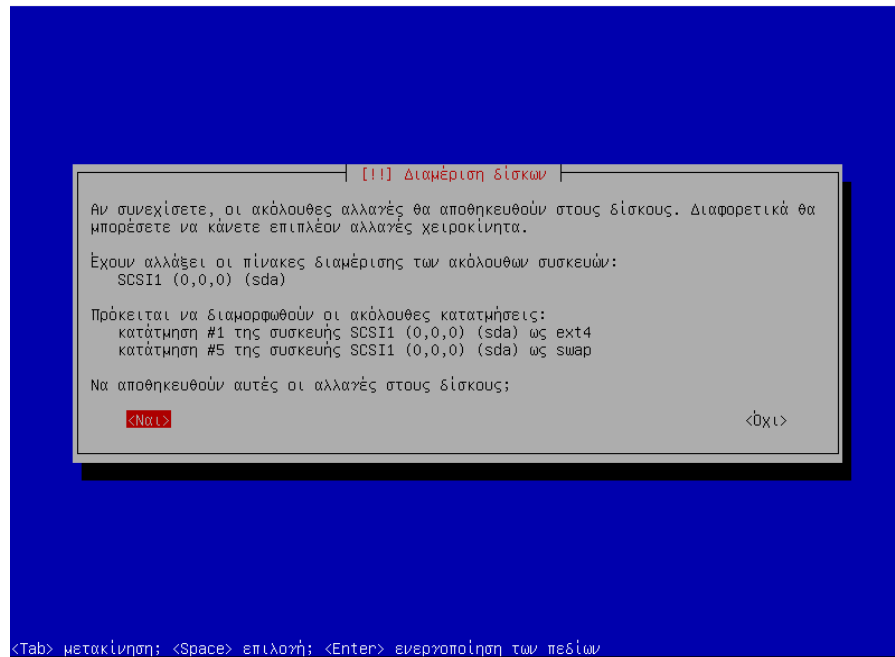 [!!] Διαμέριση δίσκων
Αν συνεχίσετε, οι ακόλουθες αλλαγές θα αποθηκευθούν στους δίσκους. Διαφορετικά θα
μπορέσετε να κάνετε επιπλέον αλλαγές χειροκίνητα.
Έχουν αλλάξει οι πίνακες διαμέρισης των ακόλουθων συσκευών:
SCSI1 (0,0,0) (sda)
Πρόκειται να διαμορφωθούν οι ακόλουθες κατατμήσεις:
κατάτμηση #1 της συσκευής SCSI1 (0,0,0) (sda) ως ext4
κατάτμηση #5 της συσκευής SCSI1 (0,0,0) (sda) ως swap
Να αποθηκευθούν αυτές οι αλλαγές στους δίσκους;
<Ναι> <Όχι>
<Tab> μετακίνηση; <Space> επιλογή; <Enter> ενεργοποίηση των πεδίων